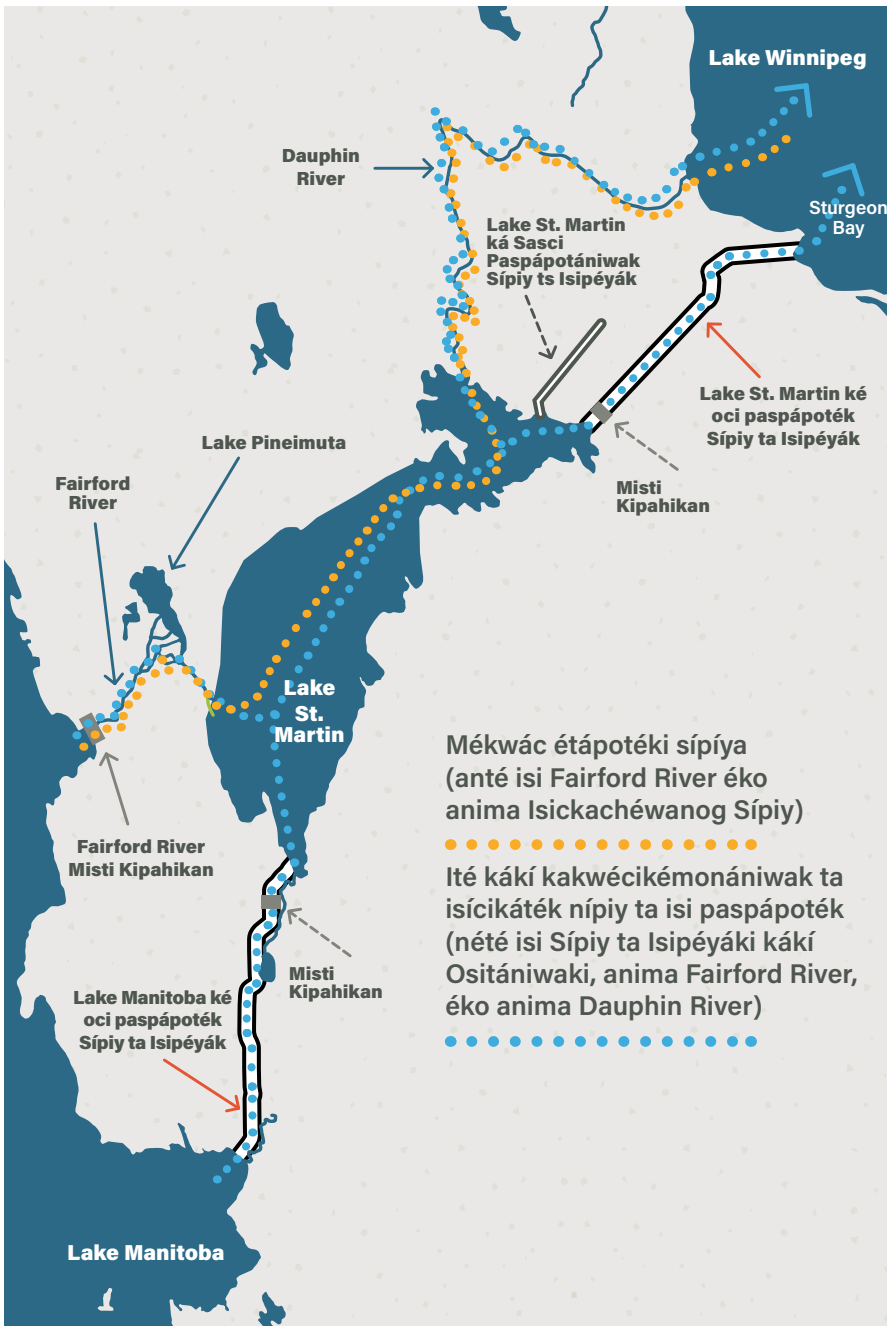 Lake Winnipeg
Dauphin
River
Sturgeon
Bay
Lake St. Martin
ká Sasci
Paspápotániwak
Sípiy ts Isipéyák
Lake St. Martin ké
oci paspápoték
Sípiy ta Isipéyák
Lake Pineimuta
Misti
Kipahikan
Fairford
River
Lake
St.
Martin
Mékwác étápotéki sípíya
(anté isi Fairford River éko
anima Isickachéwanog Sípiy)
Fairford River
Misti Kipahikan
Ité kákí kakwécikémonániwak ta
isícikáték nípiy ta isi paspápoték
(nété isi Sípiy ta Isipéyáki kákí
Ositániwaki, anima Fairford River,
éko anima Dauphin River)
Misti
Kipahikan
Lake Manitoba ké
oci paspápoték
Sípiy ta Isipéyák
Lake Manitoba